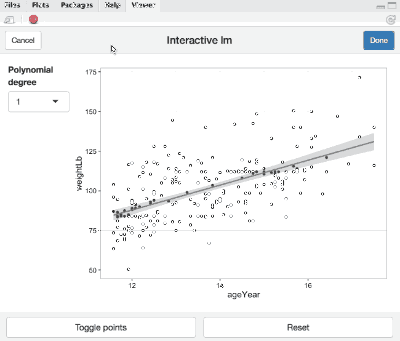 Files Plots Packages Help Viewer
Cancel
Interactive lm
Done
Polynomial
degree
1
175
150
125
100
75
50
weightLb
12
14
16
ageYear
Toggle points
Reset